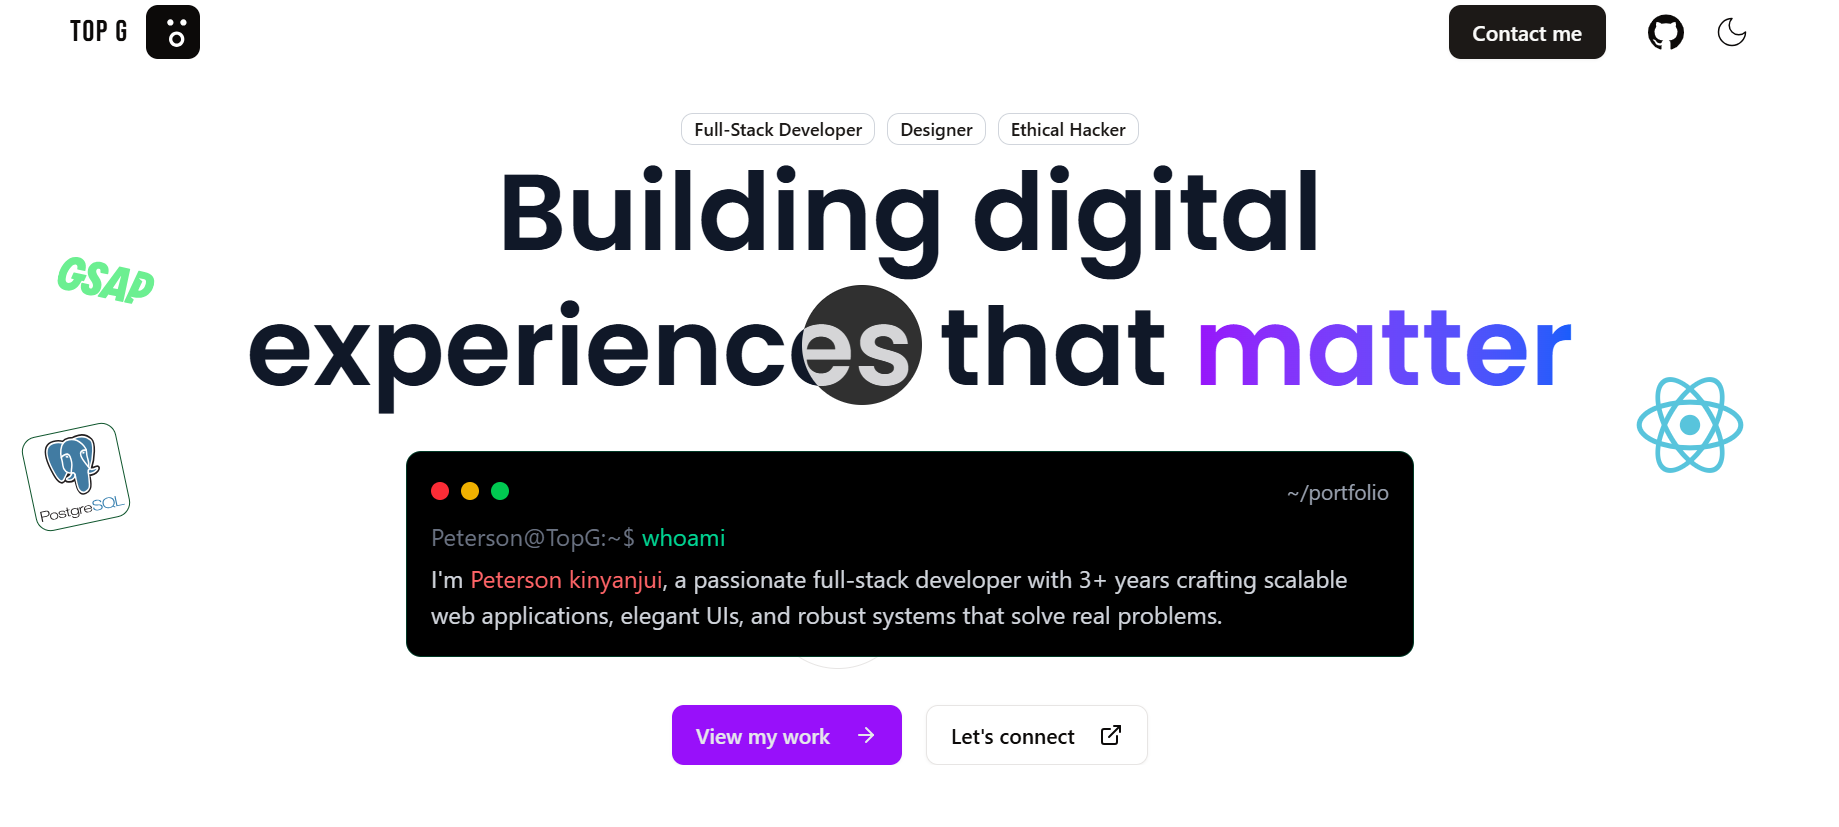 TOP G
Contact me
Full-Stack Developer
Designer
Ethical Hacker
Building digital
experiences that matter
GSAP
PostgreSQL
~/portfolio
Peterson@TopG:~$ whoami
I'm Peterson kinyanjui, a passionate full-stack developer with 3+ years crafting scalable
web applications, elegant UIs, and robust systems that solve real problems.
View my work
Let's connect